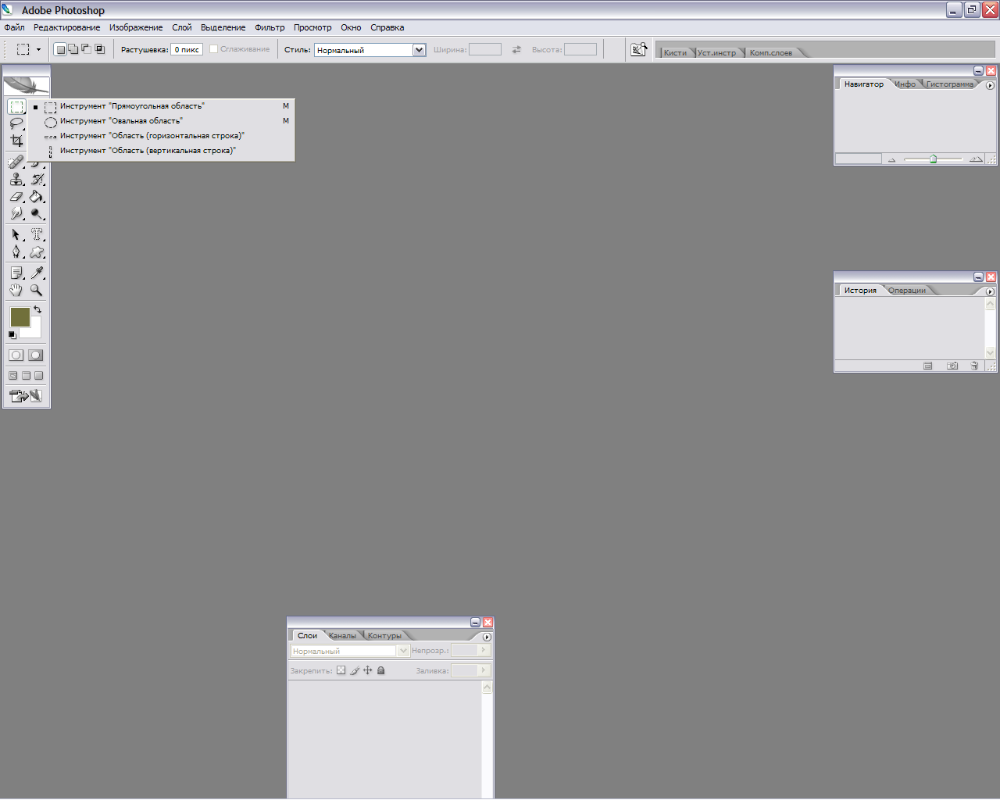 Adobe Photoshop
Файл Редактирование Изображение Слой Выделение Фильтр Просмотр Окно Справка
Растушевка: 0 пикс Сглаживание Стиль: Нормальный Ширина: Высота: Кисти Уст.инстр Комп.слоев
Навигатор Инфо Гистограмма
Инструмент "Прямоугольная область" M
Инструмент "Овальная область" M
Инструмент "Область (горизонтальная строка)"
Инструмент "Область (вертикальная строка)"
История Операции
Слои Каналы Контуры
Нормальный Непрозр.:
Закрепить: Заливка: